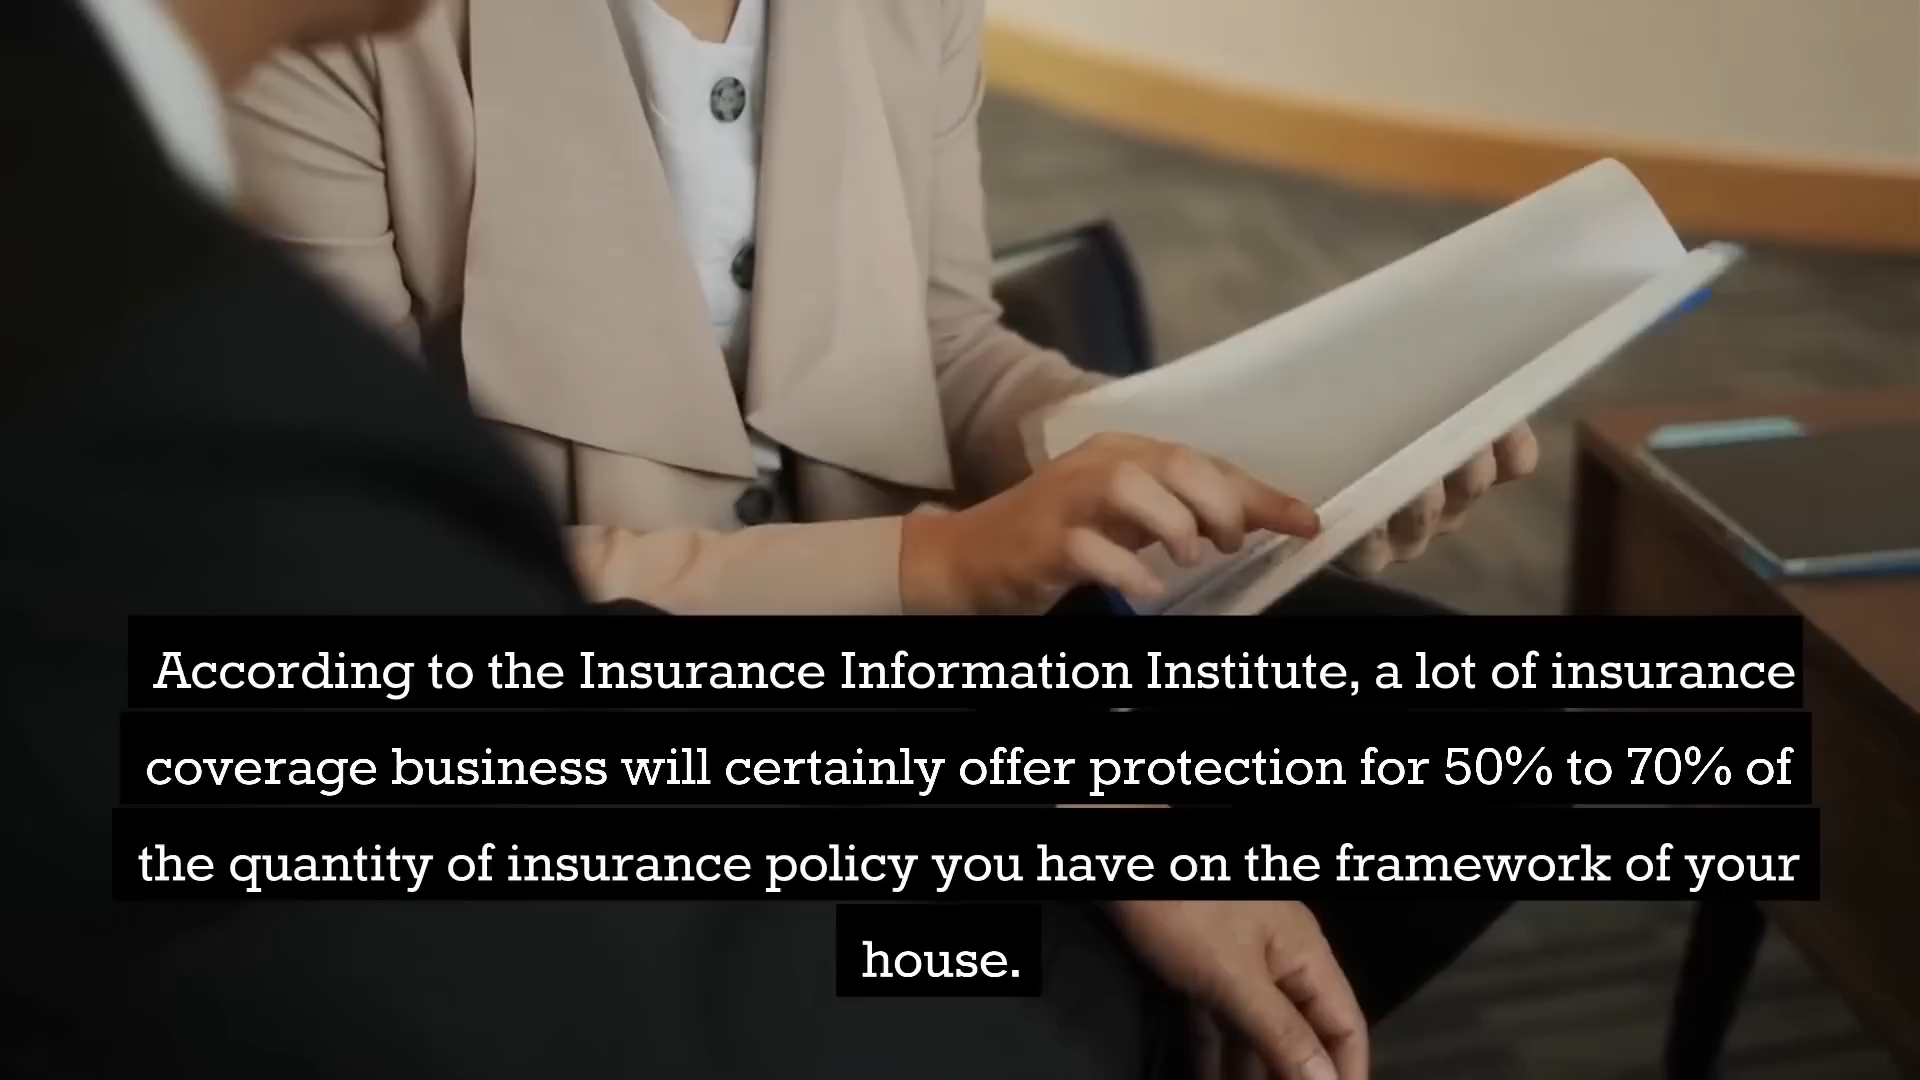 According to the Insurance Information Institute, a lot of insurance
coverage business will certainly offer protection for 50% to 70% of
the quantity of insurance policy you have on the framework of your
house.